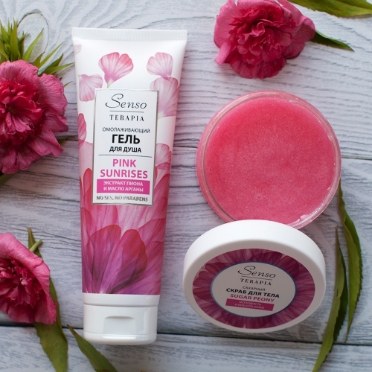 Senso
TERAPIA
ОМОЛАЖИВАЮЩИЙ
ГЕЛЬ
ДЛЯ ДУША
PINK
SUNRISES
ЭКСТРАКТ ПИОНА
И МАСЛО АРГАНЫ
NO SLS, NO PARABENS
Senso
TERAPIA
СКРАБ ДЛЯ ТЕЛА
SUGAR PEONY